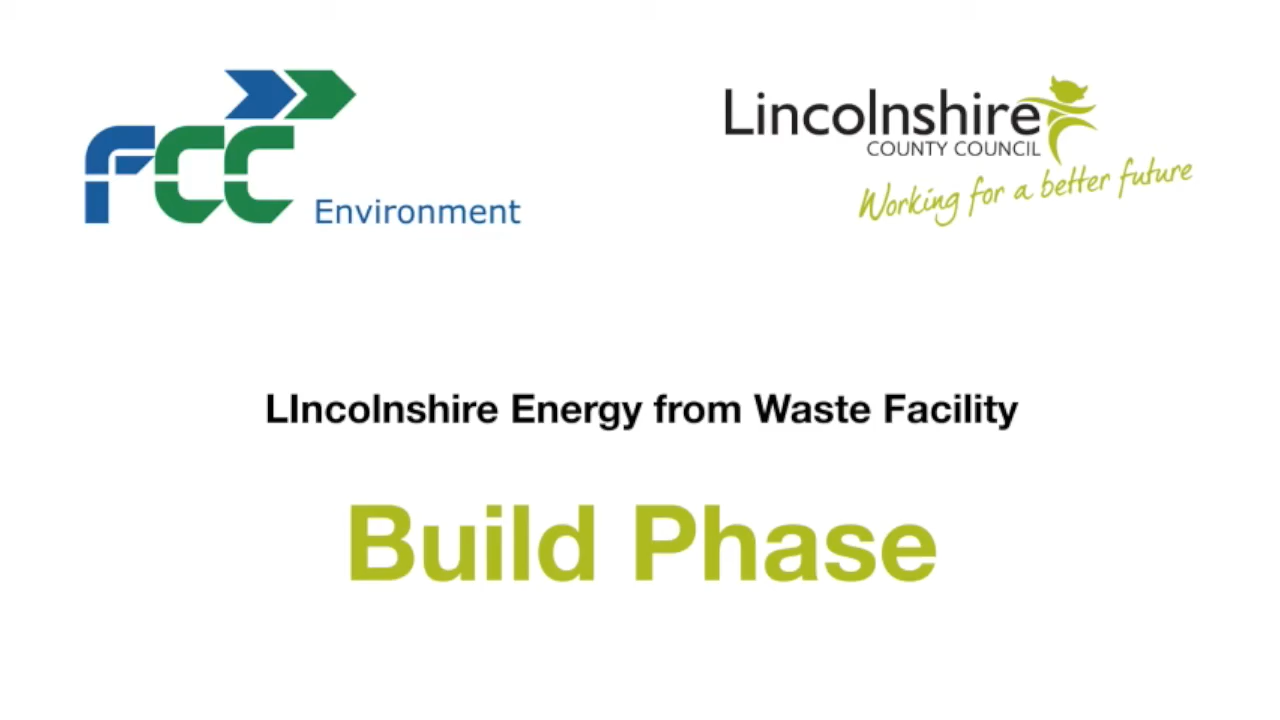 FCC Environment
Lincolnshire
COUNTY COUNCIL
Working for a better future
LIncolnshire Energy from Waste Facility
Build Phase